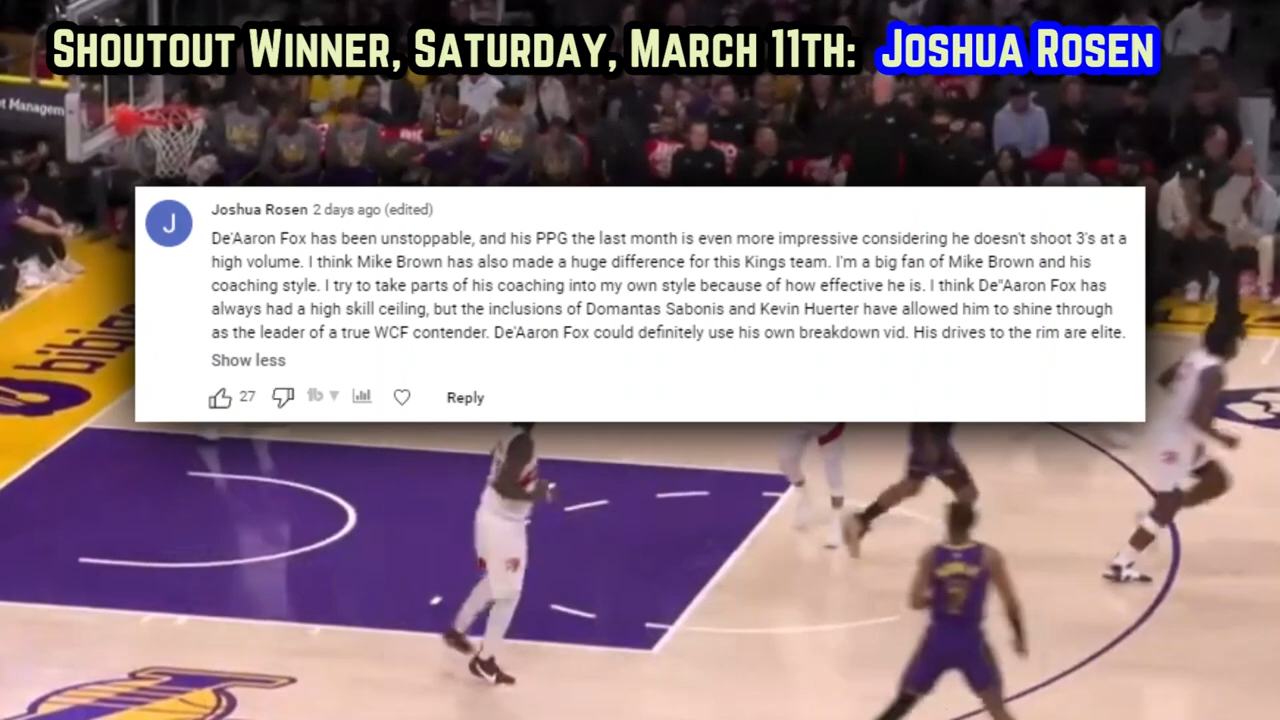 SHOUTOUT WINNER, SATURDAY, MARCH 11TH: JOSHUA ROSEN
t Managem
J
Joshua Rosen 2 days ago (edited)
De'Aaron Fox has been unstoppable, and his PPG the last month is even more impressive considering he doesn't shoot 3's at a
high volume. I think Mike Brown has also made a huge difference for this Kings team. I'm a big fan of Mike Brown and his
coaching style. I try to take parts of his coaching into my own style because of how effective he is. I think De"Aaron Fox has
always had a high skill ceiling, but the inclusions of Domantas Sabonis and Kevin Huerter have allowed him to shine through
as the leader of a true WCF contender. De'Aaron Fox could definitely use his own breakdown vid. His drives to the rim are elite.
Show less
27
Reply
bibigo